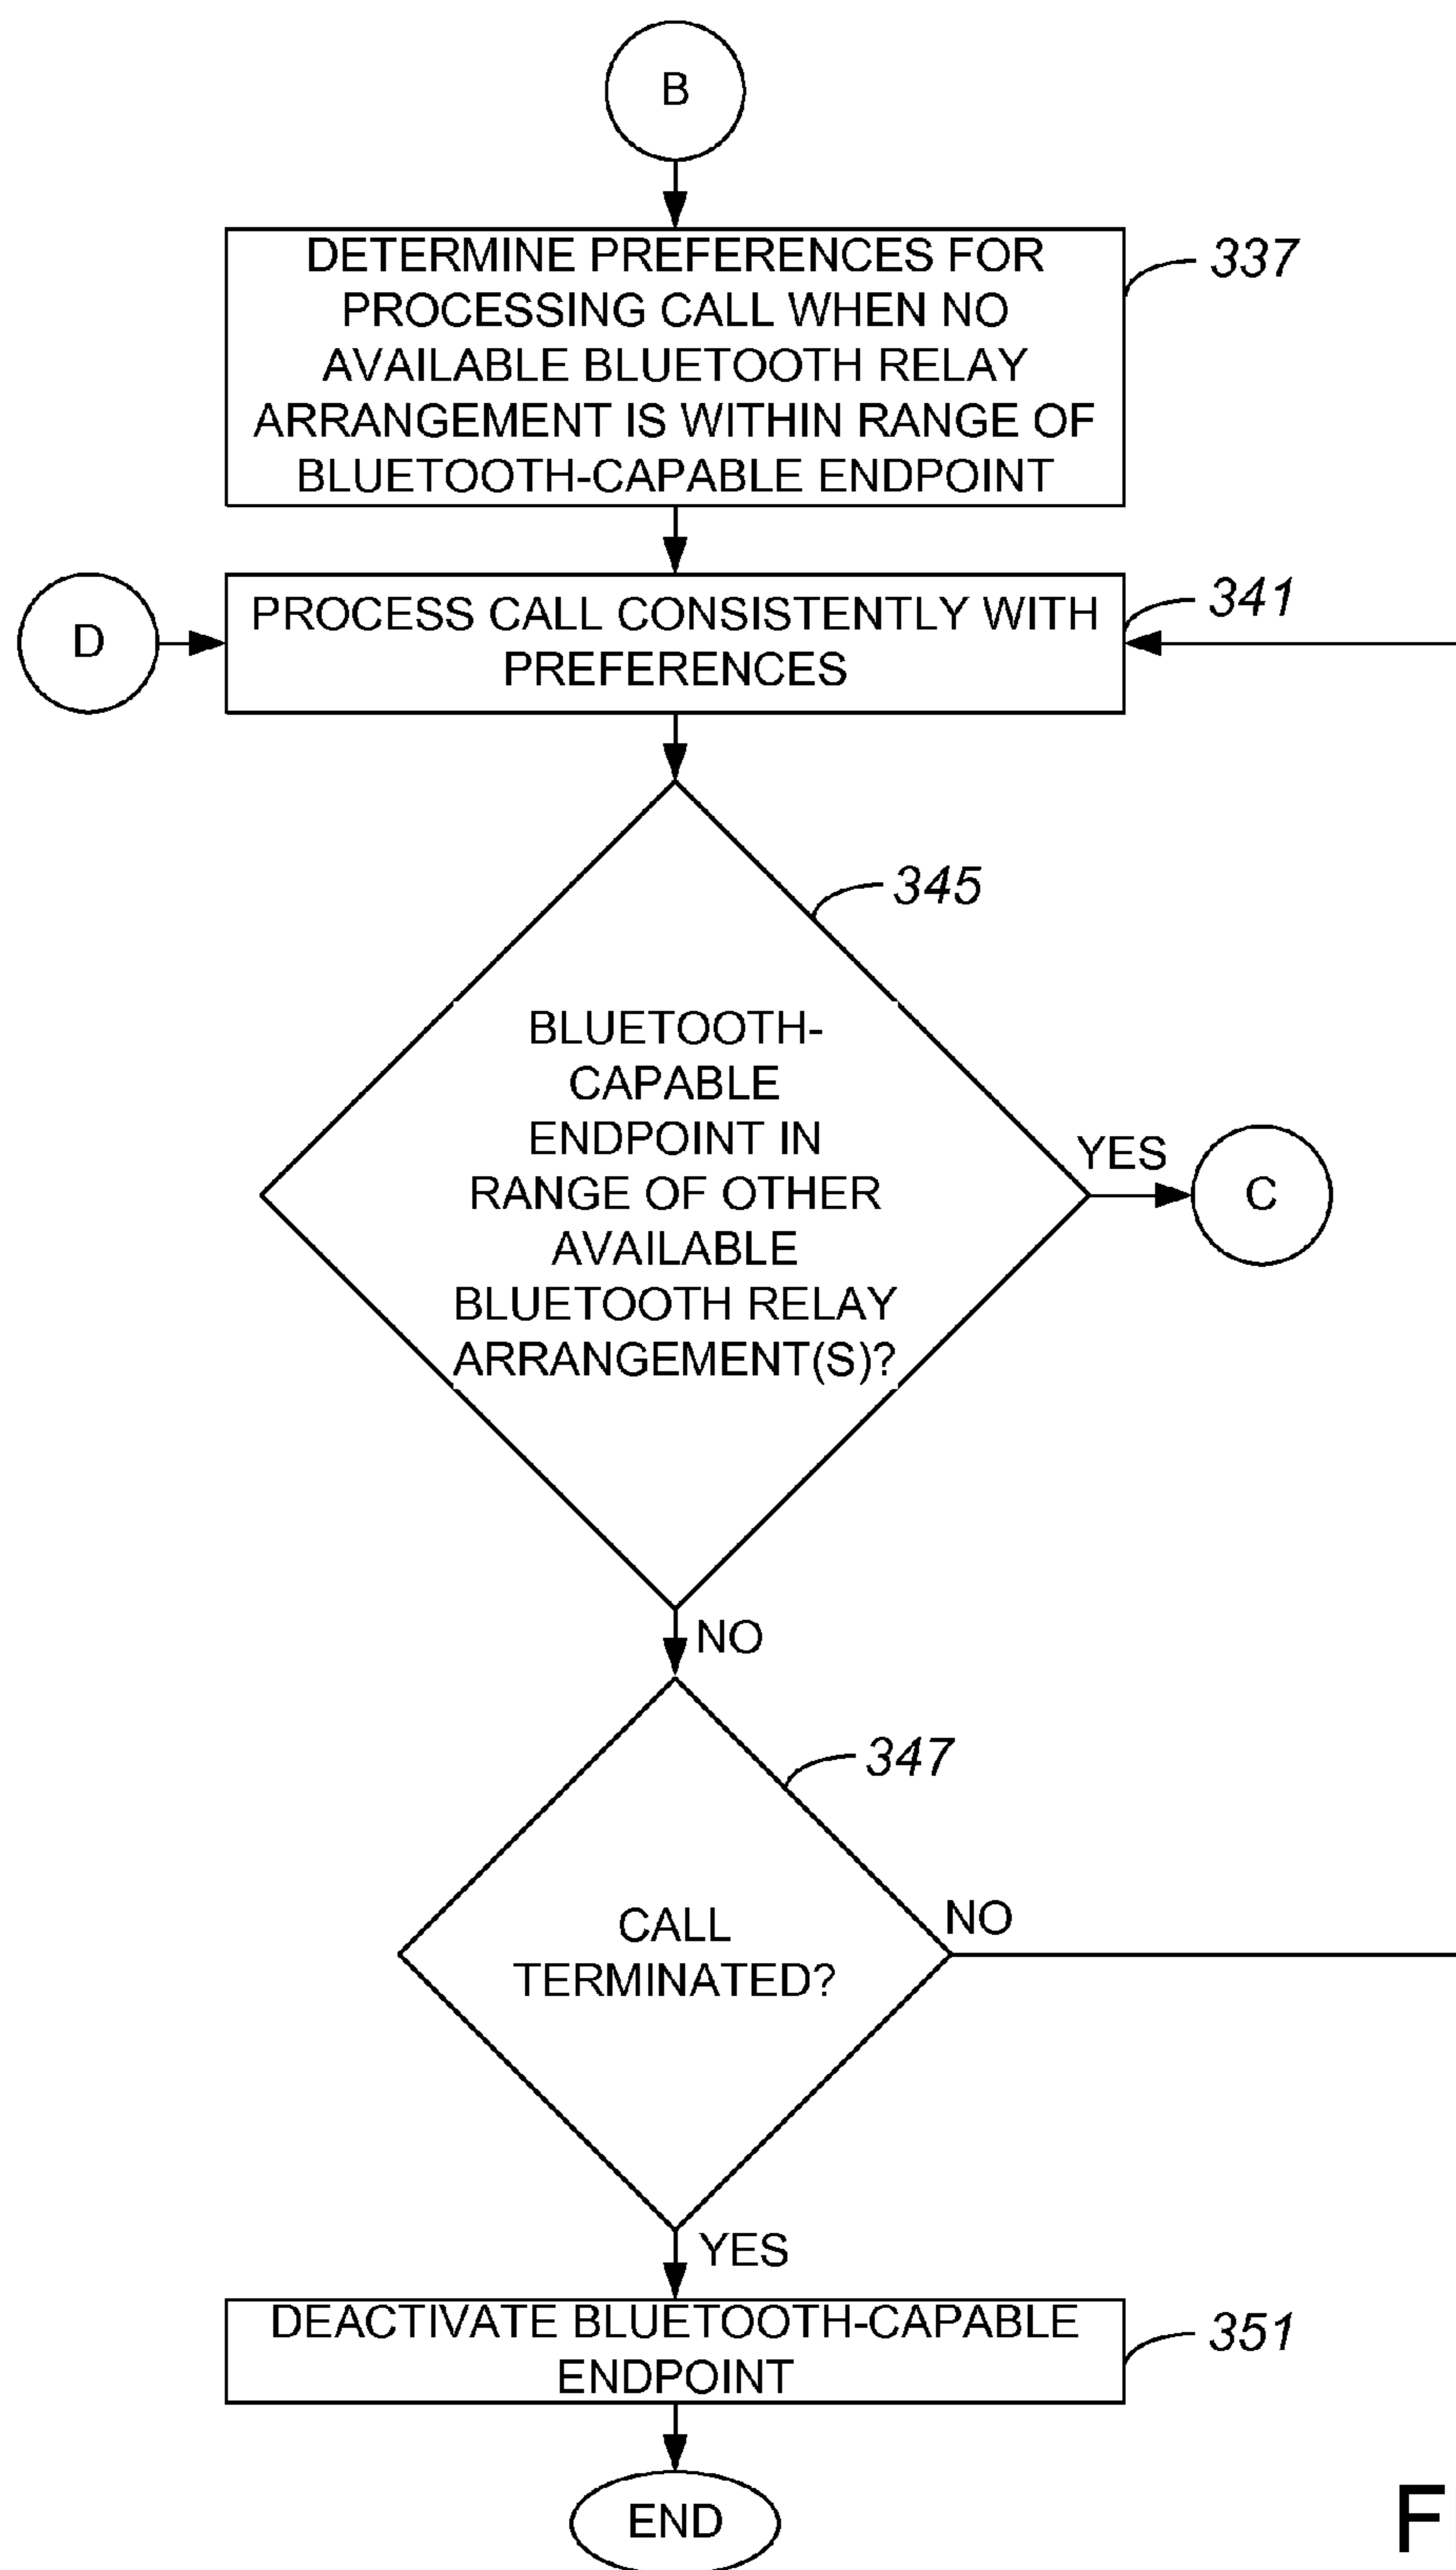 B
DETERMINE PREFERENCES FOR
PROCESSING CALL WHEN NO
AVAILABLE BLUETOOTH RELAY
ARRANGEMENT IS WITHIN RANGE OF
BLUETOOTH-CAPABLE ENDPOINT
337
D
PROCESS CALL CONSISTENTLY WITH
PREFERENCES
341
345
BLUETOOTH-
CAPABLE
ENDPOINT IN
RANGE OF OTHER
AVAILABLE
BLUETOOTH RELAY
ARRANGEMENT(S)?
YES
C
NO
347
CALL
TERMINATED?
NO
YES
DEACTIVATE BLUETOOTH-CAPABLE
ENDPOINT
351
END